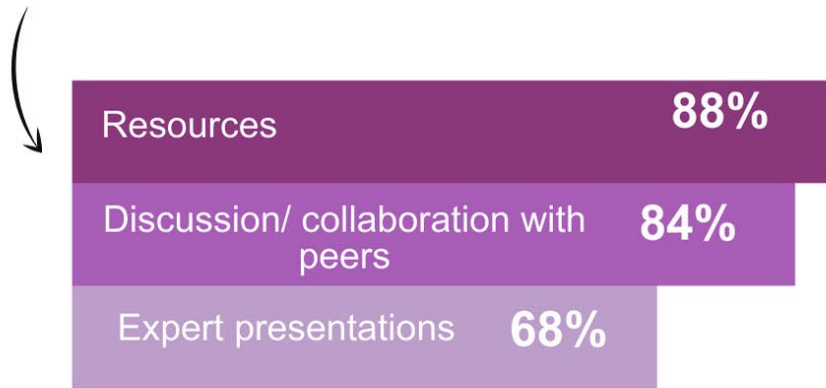 Resources 88%
Discussion/ collaboration with 84%
peers
Expert presentations 68%